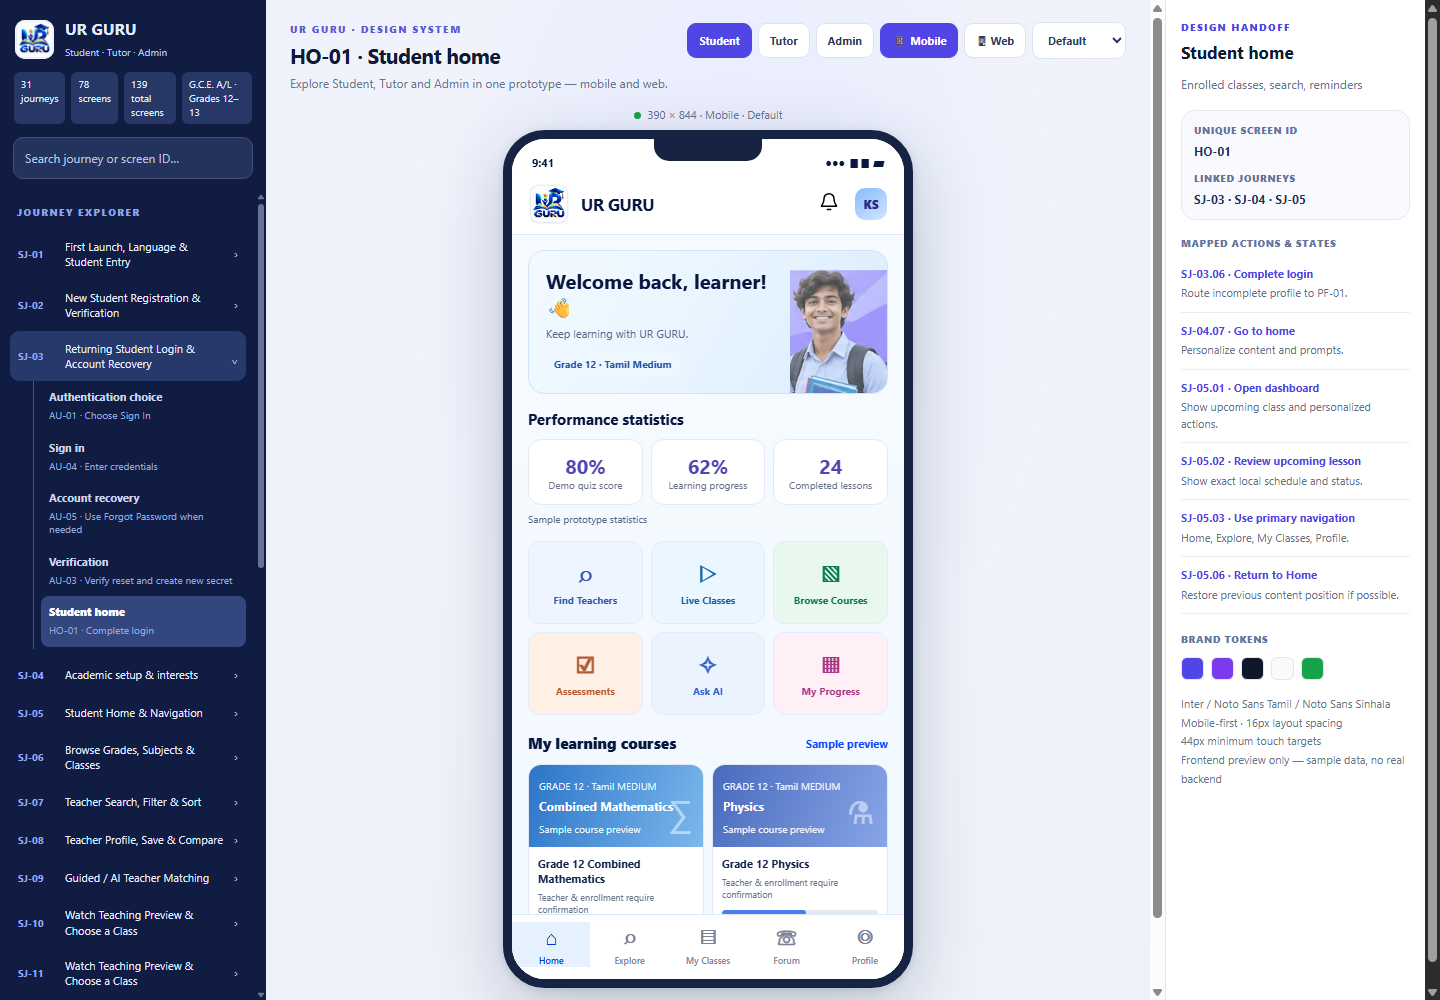 UR GURU
Student · Tutor · Admin
31 journeys
78 screens
139 total screens
G.C.E. A/L · Grades 12–13
Search journey or screen ID...
JOURNEY EXPLORER
SJ-01 First Launch, Language & Student Entry ›
SJ-02 New Student Registration & Verification ›
SJ-03 Returning Student Login & Account Recovery
Authentication choice
AU-01 · Choose Sign In
Sign in
AU-04 · Enter credentials
Account recovery
AU-05 · Use Forgot Password when needed
Verification
AU-03 · Verify reset and create new secret
Student home
HO-01 · Complete login
SJ-04 Academic setup & interests ›
SJ-05 Student Home & Navigation ›
SJ-06 Browse Grades, Subjects & Classes ›
SJ-07 Teacher Search, Filter & Sort ›
SJ-08 Teacher Profile, Save & Compare ›
SJ-09 Guided / AI Teacher Matching ›
SJ-10 Watch Teaching Preview & Choose a Class ›
SJ-11 Watch Teaching Preview & Choose a Class ›
UR GURU · DESIGN SYSTEM
HO-01 · Student home
Explore Student, Tutor and Admin in one prototype — mobile and web.
Student Tutor Admin Mobile Web Default
390 × 844 · Mobile · Default
9:41
UR GURU
UR GURU
KS
Welcome back, learner! 👋
Keep learning with UR GURU.
Grade 12 · Tamil Medium
Performance statistics
80% Demo quiz score
62% Learning progress
24 Completed lessons
Sample prototype statistics
Find Teachers
Live Classes
Browse Courses
Assessments
Ask AI
My Progress
My learning courses
Sample preview
GRADE 12 · Tamil MEDIUM
Combined Mathematics
Sample course preview
Grade 12 Combined Mathematics
Teacher & enrollment require confirmation
GRADE 12 · Tamil MEDIUM
Physics
Sample course preview
Grade 12 Physics
Teacher & enrollment require confirmation
Home Explore My Classes Forum Profile
DESIGN HANDOFF
Student home
Enrolled classes, search, reminders
UNIQUE SCREEN ID
HO-01
LINKED JOURNEYS
SJ-03 · SJ-04 · SJ-05
MAPPED ACTIONS & STATES
SJ-03.06 · Complete login
Route incomplete profile to PF-01.
SJ-04.07 · Go to home
Personalize content and prompts.
SJ-05.01 · Open dashboard
Show upcoming class and personalized actions.
SJ-05.02 · Review upcoming lesson
Show exact local schedule and status.
SJ-05.03 · Use primary navigation
Home, Explore, My Classes, Profile.
SJ-05.06 · Return to Home
Restore previous content position if possible.
BRAND TOKENS
Inter / Noto Sans Tamil / Noto Sans Sinhala
Mobile-first · 16px layout spacing
44px minimum touch targets
Frontend preview only — sample data, no real backend